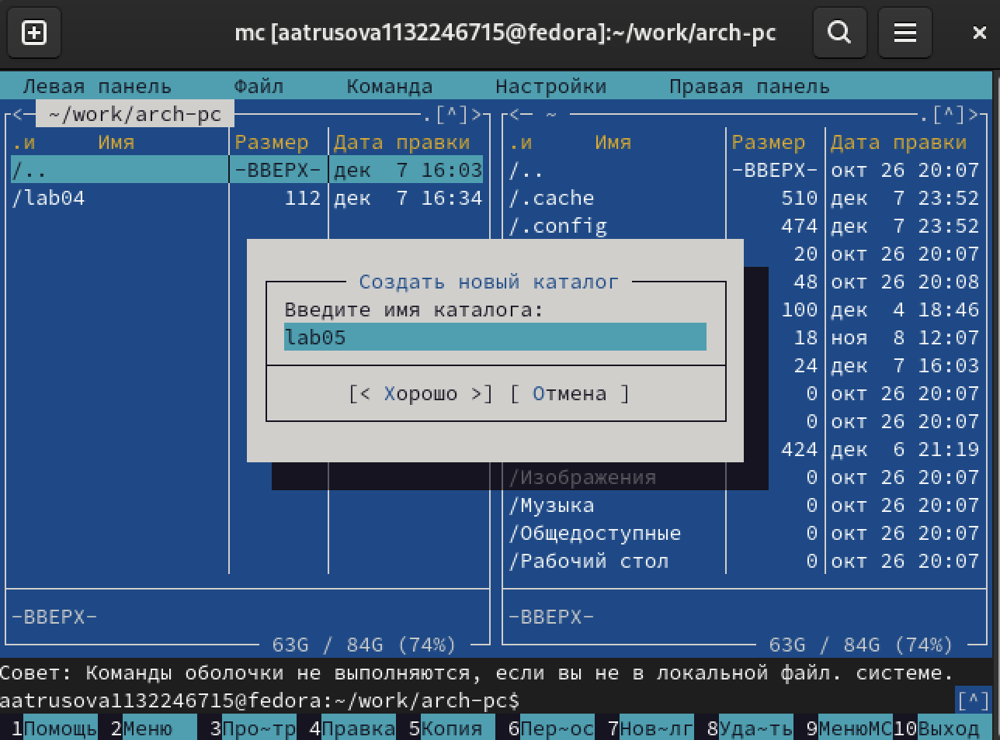 mc [aatrusova1132246715@fedora]:~/work/arch-pc
Левая панель Файл Команда Настройки Правая панель
<─ ~/work/arch-pc .[^]> <─ ~ .[^]>
.и Имя Размер Дата правки .и Имя Размер Дата правки
/.. -ВВЕРХ- дек 7 16:03 /.. -ВВЕРХ- окт 26 20:07
/lab04 112 дек 7 16:34 /.cache 510 дек 7 23:52
/.config 474 дек 7 23:52
20 окт 26 20:07
Создать новый каталог 48 окт 26 20:08
Введите имя каталога: 100 дек 4 18:46
lab05 18 ноя 8 12:07
24 дек 7 16:03
[< Хорошо >] [ Отмена ] 0 окт 26 20:07
0 окт 26 20:07
424 дек 6 21:19
/Изображения 0 окт 26 20:07
/Музыка 0 окт 26 20:07
/Общедоступные 0 окт 26 20:07
/Рабочий стол 0 окт 26 20:07
-ВВЕРХ- -ВВЕРХ-
63G / 84G (74%) 63G / 84G (74%)
Совет: Команды оболочки не выполняются, если вы не в локальной файл. системе.
aatrusova1132246715@fedora:~/work/arch-pc$ [^]
1Помощь 2Меню 3Про~тр 4Правка 5Копия 6Пер~ос 7Нов~лг 8Уда~ть 9МенюМС 10Выход